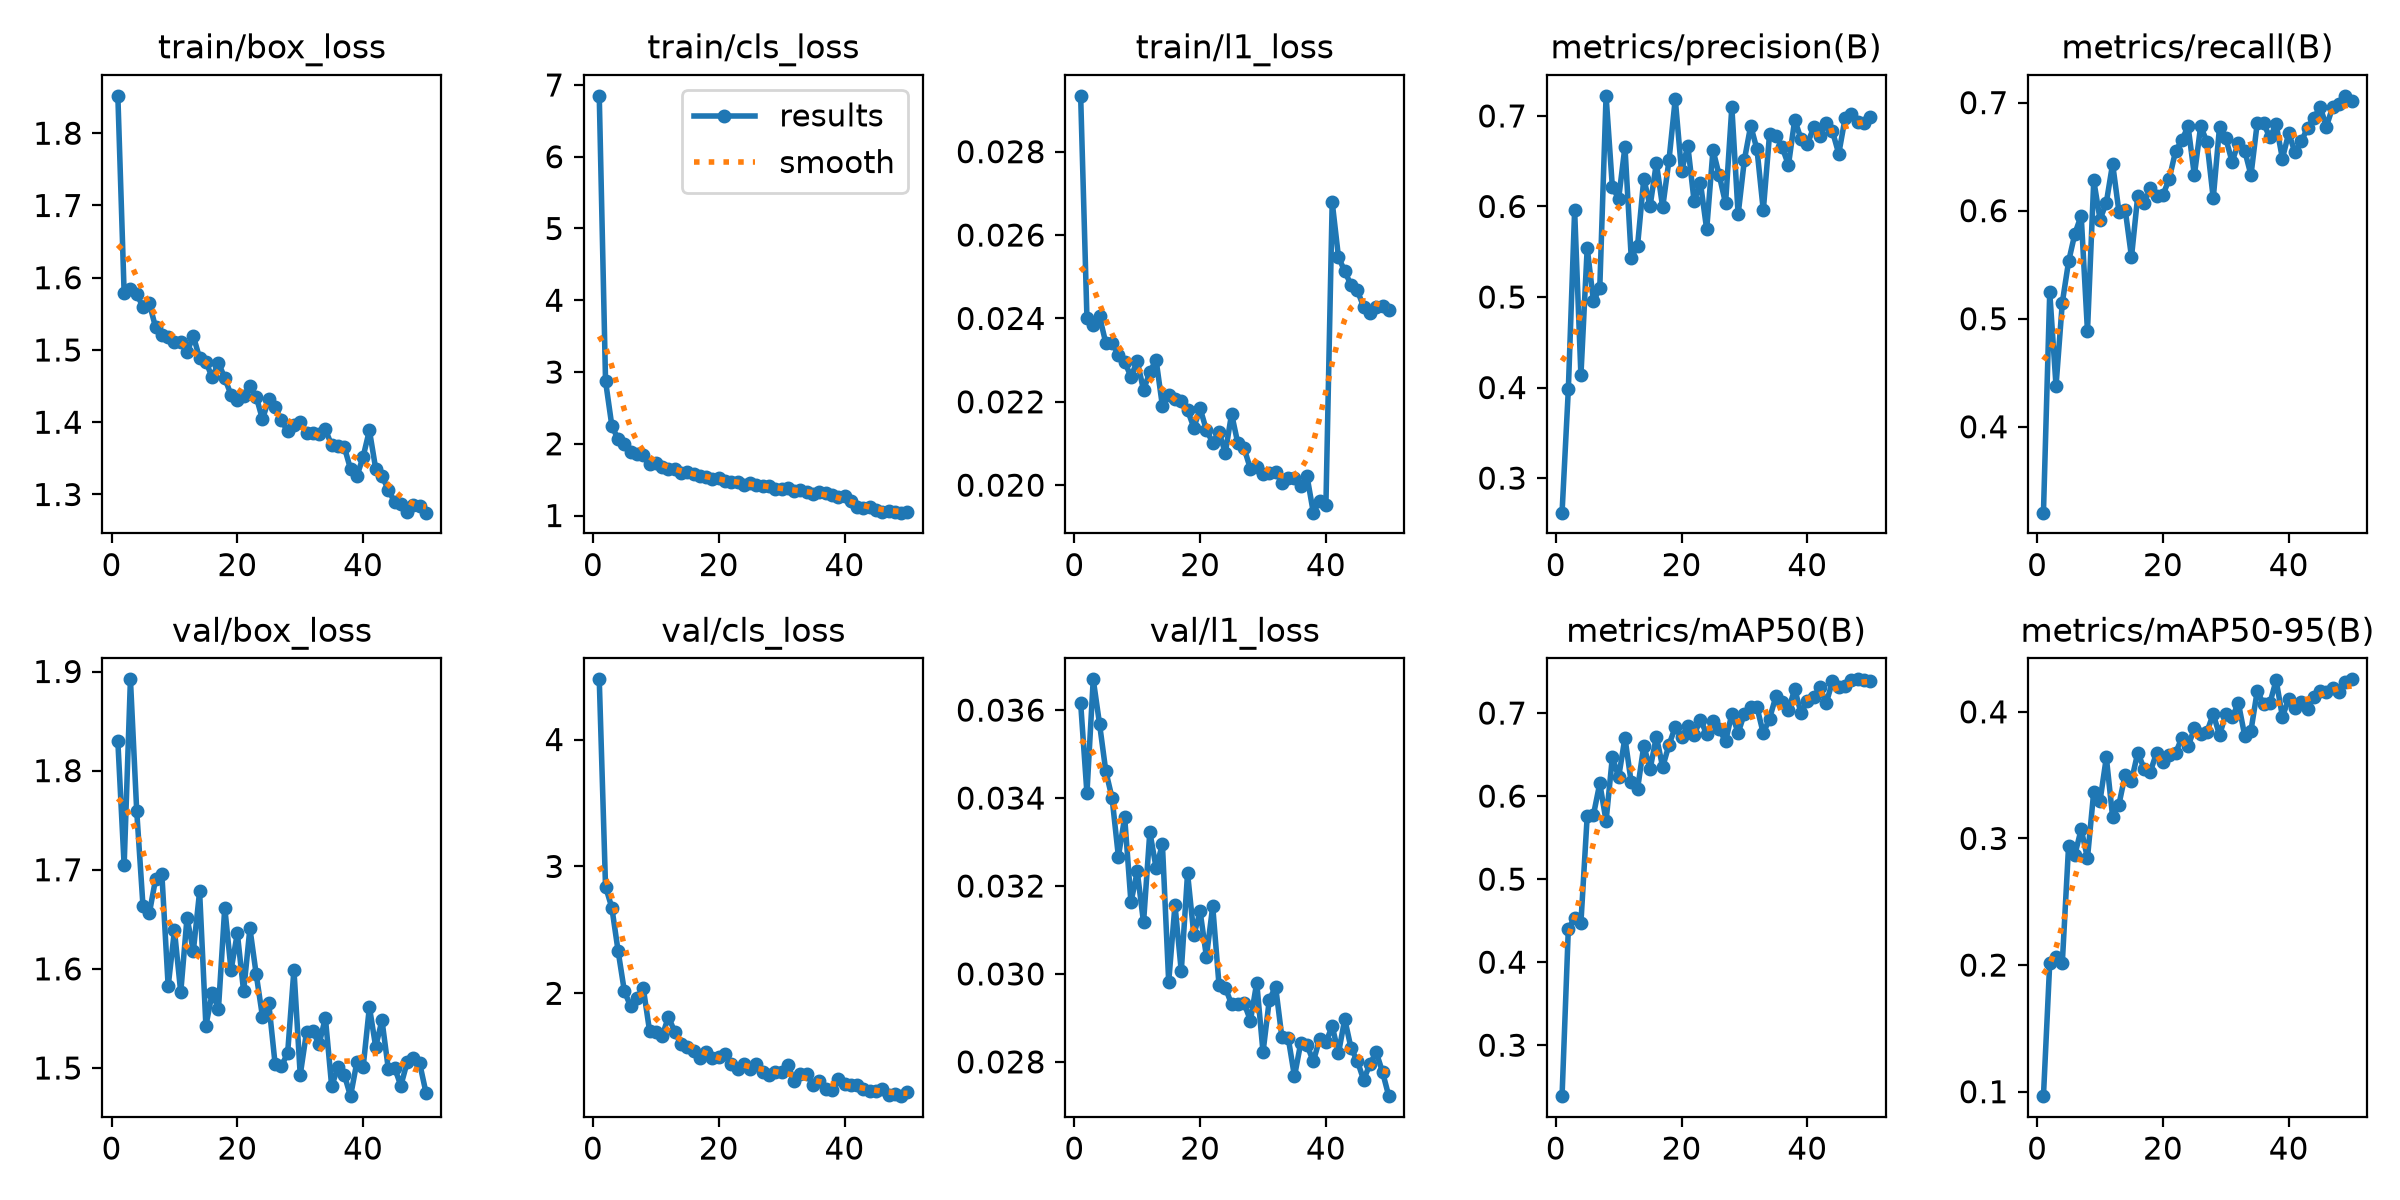 train/box_loss
1.8
1.7
1.6
1.5
1.4
1.3
0 20 40
train/cls_loss
7
6
5
4
3
2
1
results
smooth
0 20 40
train/l1_loss
0.028
0.026
0.024
0.022
0.020
0 20 40
metrics/precision(B)
0.7
0.6
0.5
0.4
0.3
0 20 40
metrics/recall(B)
0.7
0.6
0.5
0.4
0 20 40
val/box_loss
1.9
1.8
1.7
1.6
1.5
0 20 40
val/cls_loss
4
3
2
0 20 40
val/l1_loss
0.036
0.034
0.032
0.030
0.028
0 20 40
metrics/mAP50(B)
0.7
0.6
0.5
0.4
0.3
0 20 40
metrics/mAP50-95(B)
0.4
0.3
0.2
0.1
0 20 40